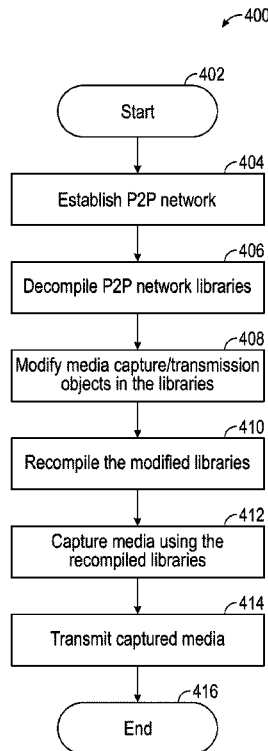 400
402
Start
404
Establish P2P network
406
Decompile P2P network libraries
408
Modify media capture/transmission
objects in the libraries
410
Recompile the modified libraries
412
Capture media using the
recompiled libraries
414
Transmit captured media
416
End